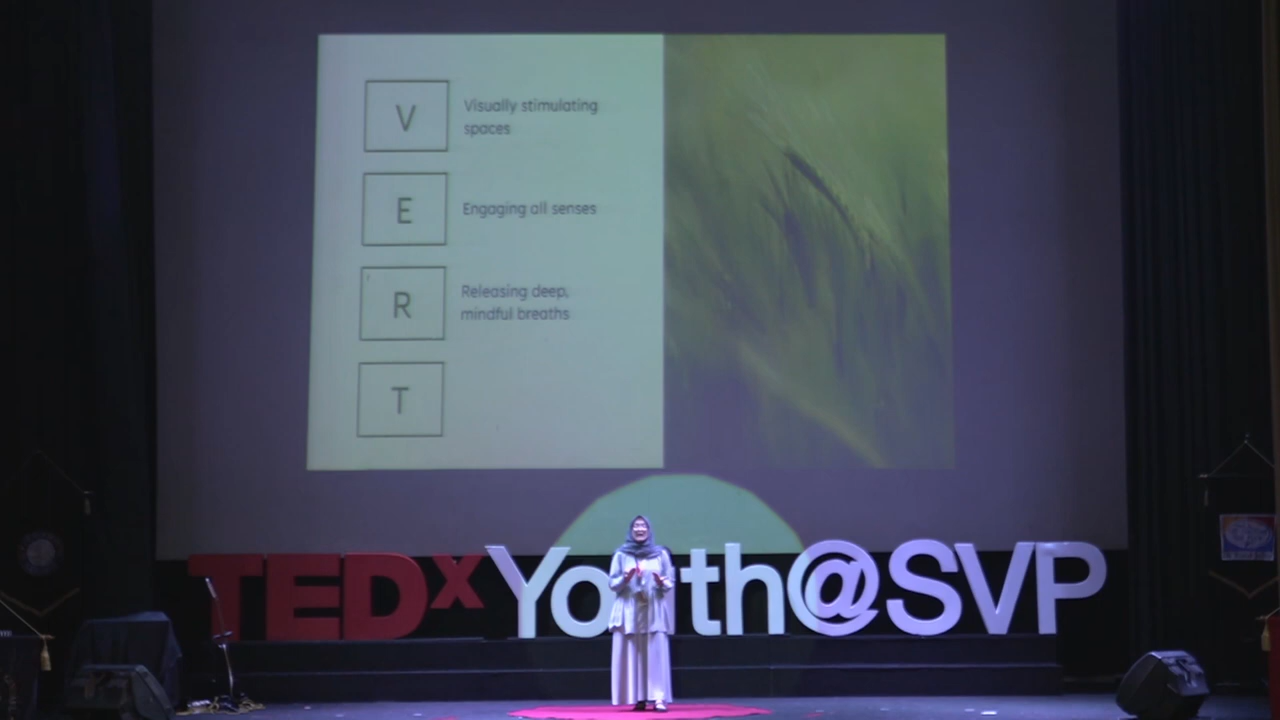 V
Visually stimulating
spaces
E
Engaging all senses
R
Releasing deep,
mindful breaths
T
TEDxYouth@SVP